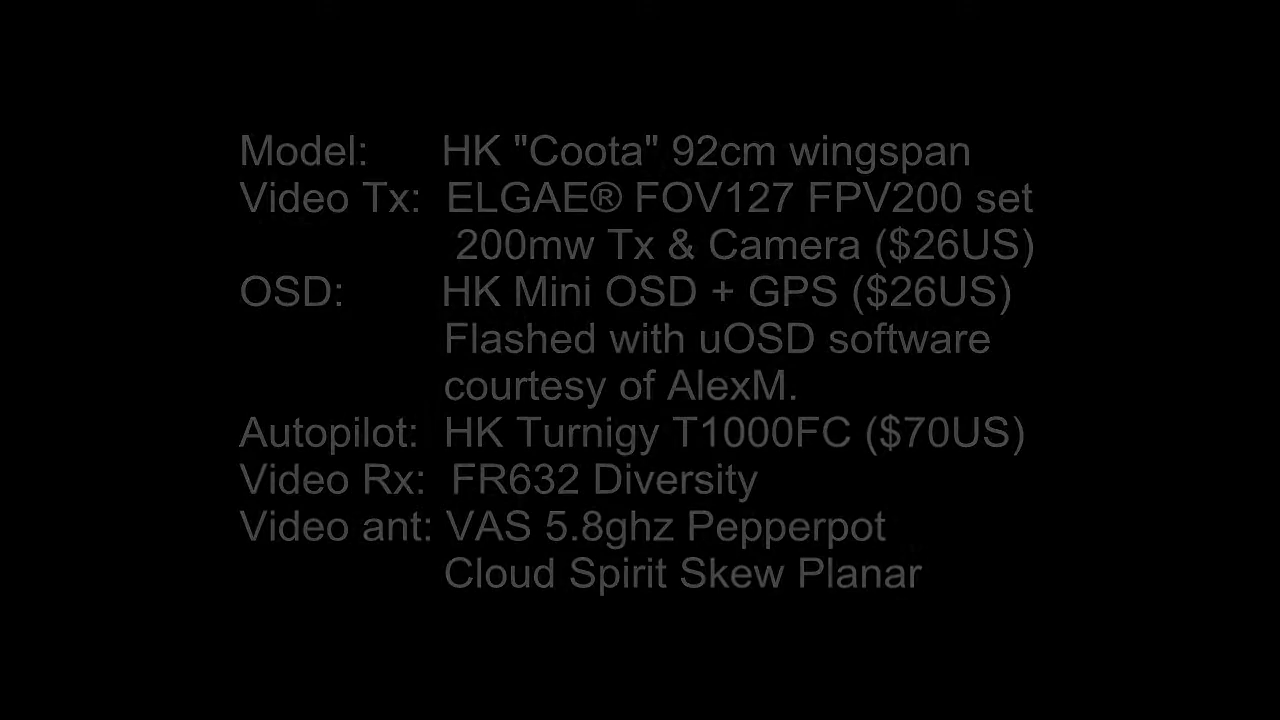 Model: HK "Coota" 92cm wingspan
Video Tx: ELGAE® FOV127 FPV200 set
200mw Tx & Camera ($26US)
OSD: HK Mini OSD + GPS ($26US)
Flashed with uOSD software
courtesy of AlexM.
Autopilot: HK Turnigy T1000FC ($70US)
Video Rx: FR632 Diversity
Video ant: VAS 5.8ghz Pepperpot
Cloud Spirit Skew Planar